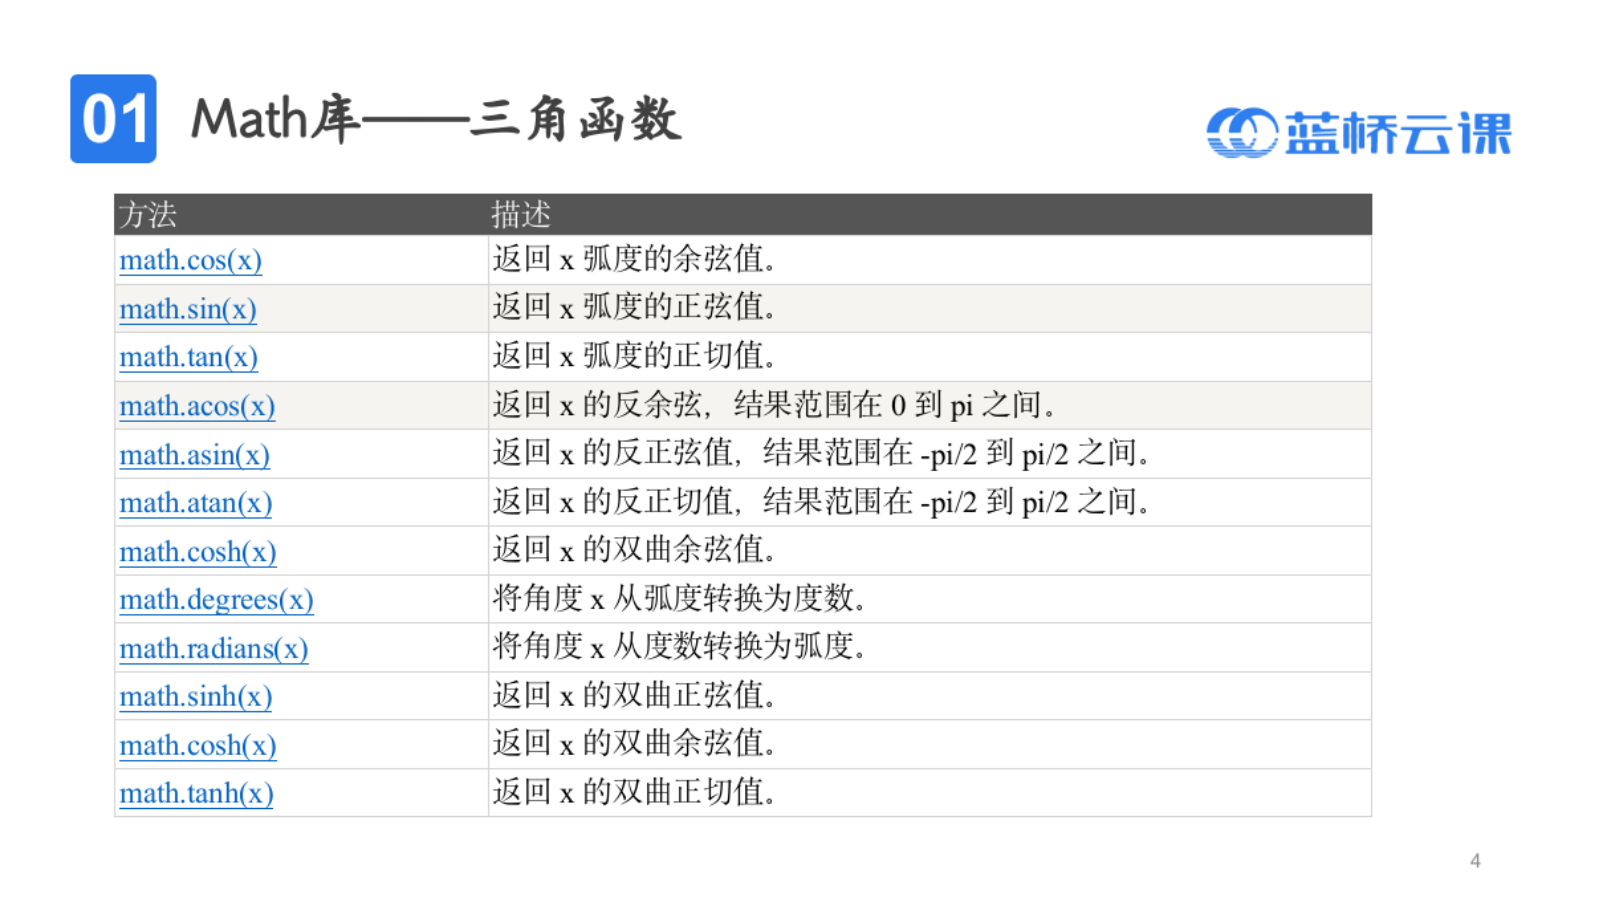 01 Math库——三角函数
蓝桥云课
方法 描述
math.cos(x) 返回 x 弧度的余弦值。
math.sin(x) 返回 x 弧度的正弦值。
math.tan(x) 返回 x 弧度的正切值。
math.acos(x) 返回 x 的反余弦，结果范围在 0 到 pi 之间。
math.asin(x) 返回 x 的反正弦值，结果范围在 -pi/2 到 pi/2 之间。
math.atan(x) 返回 x 的反正切值，结果范围在 -pi/2 到 pi/2 之间。
math.cosh(x) 返回 x 的双曲余弦值。
math.degrees(x) 将角度 x 从弧度转换为度数。
math.radians(x) 将角度 x 从度数转换为弧度。
math.sinh(x) 返回 x 的双曲正弦值。
math.cosh(x) 返回 x 的双曲余弦值。
math.tanh(x) 返回 x 的双曲正切值。
4